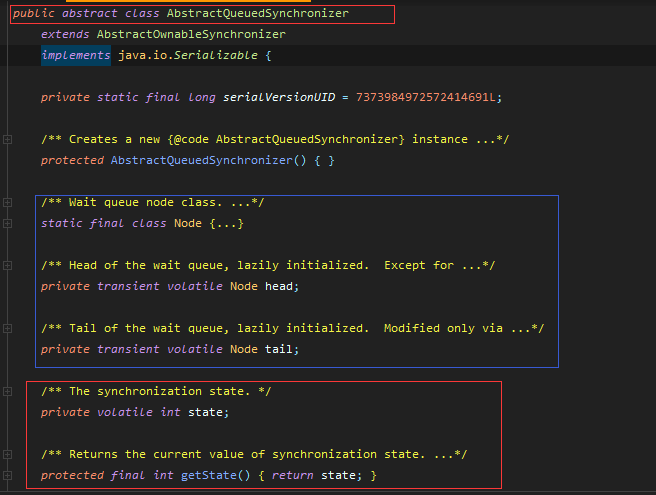 public abstract class AbstractQueuedSynchronizer
extends AbstractOwnableSynchronizer
implements java.io.Serializable {
private static final long serialVersionUID = 7373984972572414691L;
/** Creates a new {@code AbstractQueuedSynchronizer} instance ...*/
protected AbstractQueuedSynchronizer() { }
/** Wait queue node class. ...*/
static final class Node {...}
/** Head of the wait queue, lazily initialized.  Except for ...*/
private transient volatile Node head;
/** Tail of the wait queue, lazily initialized.  Modified only via ...*/
private transient volatile Node tail;
/** The synchronization state. */
private volatile int state;
/** Returns the current value of synchronization state. ...*/
protected final int getState() { return state; }